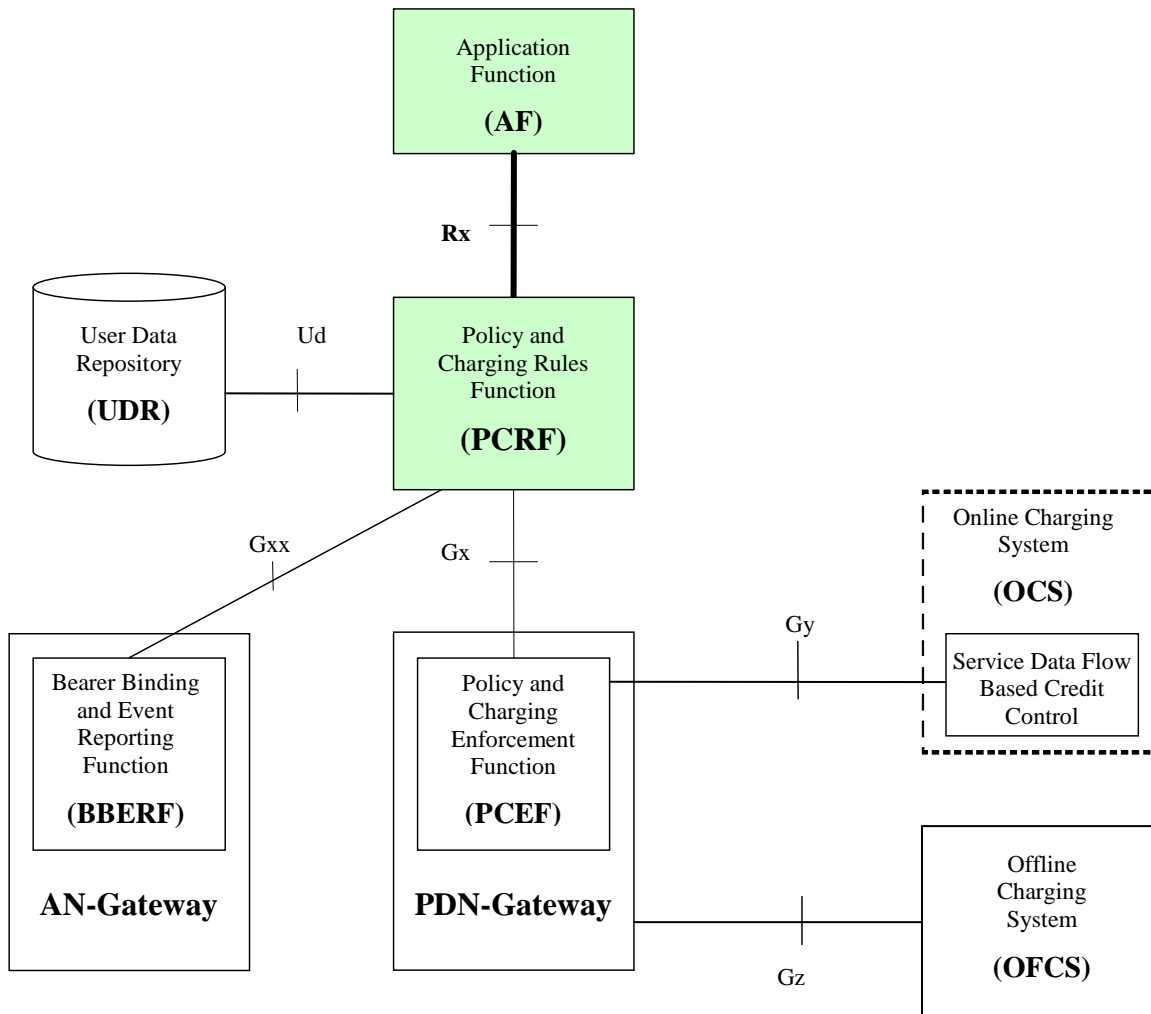 Application
Function
(AF)
Rx
User Data
Repository
(UDR)
Ud
Policy and
Charging Rules
Function
(PCRF)
Gxx
Gx
Online Charging
System
(OCS)
Service Data Flow
Based Credit
Control
Gy
Bearer Binding
and Event
Reporting
Function
(BBERF)
AN-Gateway
Policy and
Charging
Enforcement
Function
(PCEF)
PDN-Gateway
Gz
Offline
Charging
System
(OFCS)